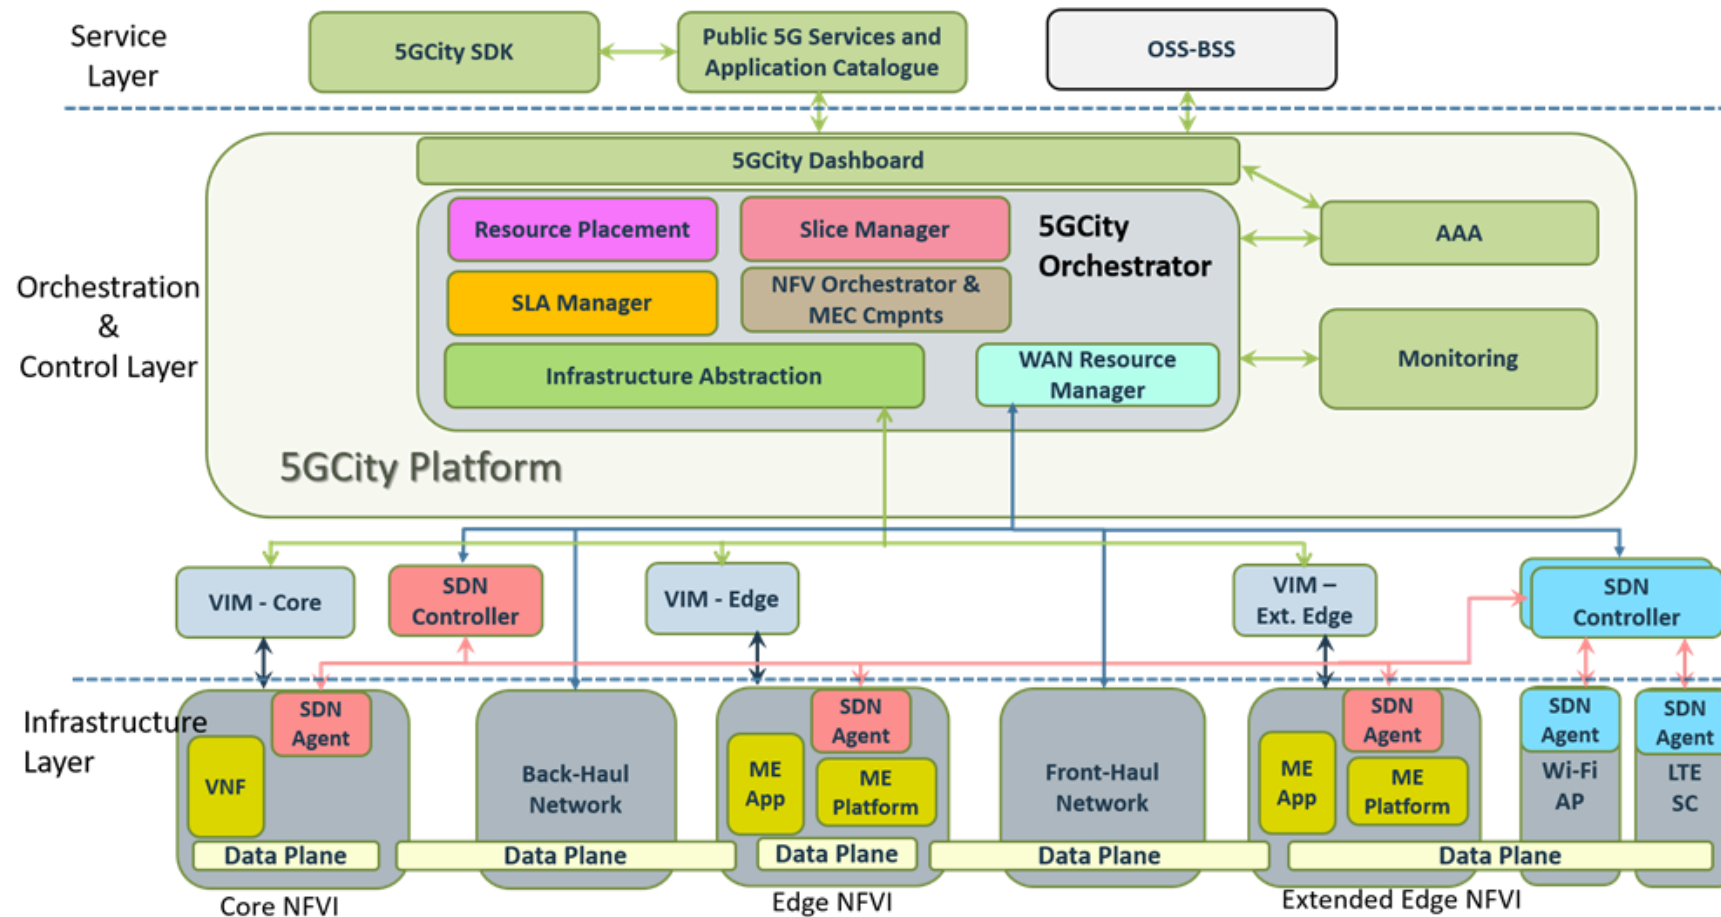 Service
Layer
5GCity SDK
Public 5G Services and
Application Catalogue
OSS-BSS
5GCity Dashboard
Resource Placement
Slice Manager
5GCity
Orchestrator
AAA
Orchestration
&
Control Layer
SLA Manager
NFV Orchestrator &
MEC Cmpnts
Infrastructure Abstraction
WAN Resource
Manager
Monitoring
5GCity Platform
VIM - Core
SDN
Controller
VIM - Edge
VIM –
Ext. Edge
SDN
Controller
Infrastructure
Layer
SDN
Agent
VNF
Data Plane
Core NFVI
Back-Haul
Network
Data Plane
SDN
Agent
ME
App
ME
Platform
Data Plane
Edge NFVI
Front-Haul
Network
Data Plane
SDN
Agent
ME
App
ME
Platform
SDN
Agent
Wi-Fi
AP
SDN
Agent
LTE
SC
Data Plane
Extended Edge NFVI